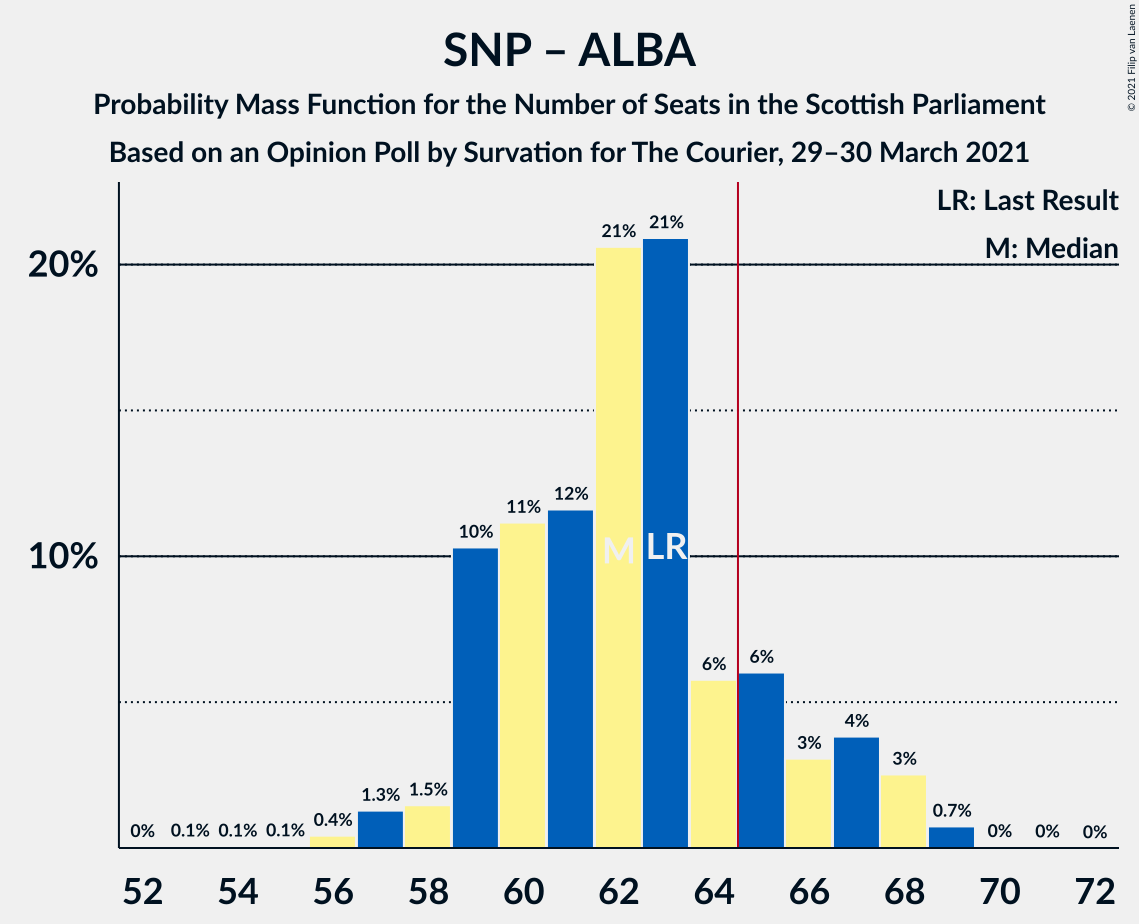 SNP – ALBA
Probability Mass Function for the Number of Seats in the Scottish Parliament
Based on an Opinion Poll by Survation for The Courier, 29–30 March 2021
© 2021 Filip van Laenen
LR: Last Result
M: Median
20%
10%
0%
0.1%
0.1%
0.1%
0.4%
1.3%
1.5%
10%
11%
12%
21%
21%
6%
6%
3%
4%
3%
0.7%
0%
0%
0%
M
LR
52 54 56 58 60 62 64 66 68 70 72